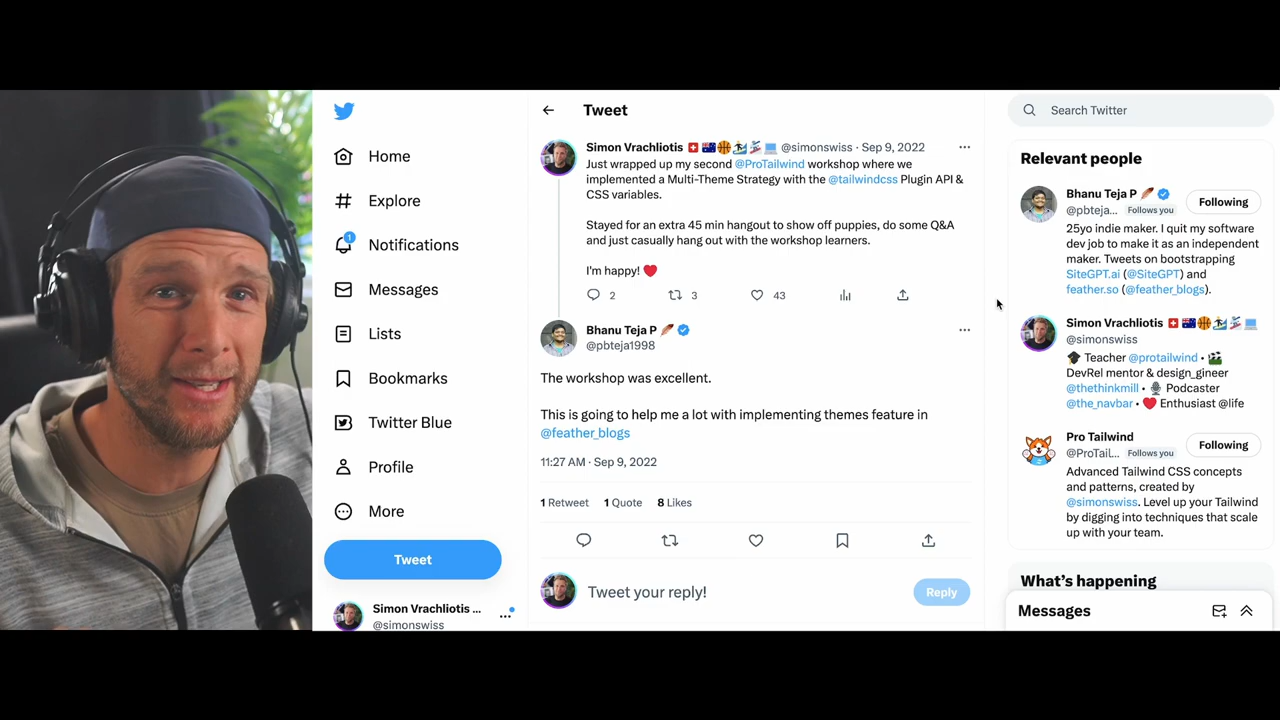 Home
Explore
1
Notifications
Messages
Lists
Bookmarks
Twitter Blue
Profile
More
Tweet
Simon Vrachliotis ...
@simonswiss
Tweet
Simon Vrachliotis 🇨🇭🇦🇺🏀🏄‍♂️🏂💻 @simonswiss · Sep 9, 2022
Just wrapped up my second @ProTailwind workshop where we
implemented a Multi-Theme Strategy with the @tailwindcss Plugin API &
CSS variables.
Stayed for an extra 45 min hangout to show off puppies, do some Q&A
and just casually hang out with the workshop learners.
I'm happy! ❤️
2 3 43
Bhanu Teja P 🪶
@pbteja1998
The workshop was excellent.
This is going to help me a lot with implementing themes feature in
@feather_blogs
11:27 AM · Sep 9, 2022
1 Retweet 1 Quote 8 Likes
Tweet your reply!
Reply
Search Twitter
Relevant people
Bhanu Teja P 🪶
@pbteja... Follows you
Following
25yo indie maker. I quit my software
dev job to make it as an independent
maker. Tweets on bootstrapping
SiteGPT.ai (@SiteGPT) and
feather.so (@feather_blogs).
Simon Vrachliotis 🇨🇭🇦🇺🏀🏄‍♂️🏂💻
@simonswiss
🎓 Teacher @protailwind • 🎬
DevRel mentor & design_gineer
@thethinkmill • 🎙️ Podcaster
@the_navbar • ❤️ Enthusiast @life
Pro Tailwind
@ProTail... Follows you
Following
Advanced Tailwind CSS concepts
and patterns, created by
@simonswiss. Level up your Tailwind
by digging into techniques that scale
up with your team.
What's happening
Messages